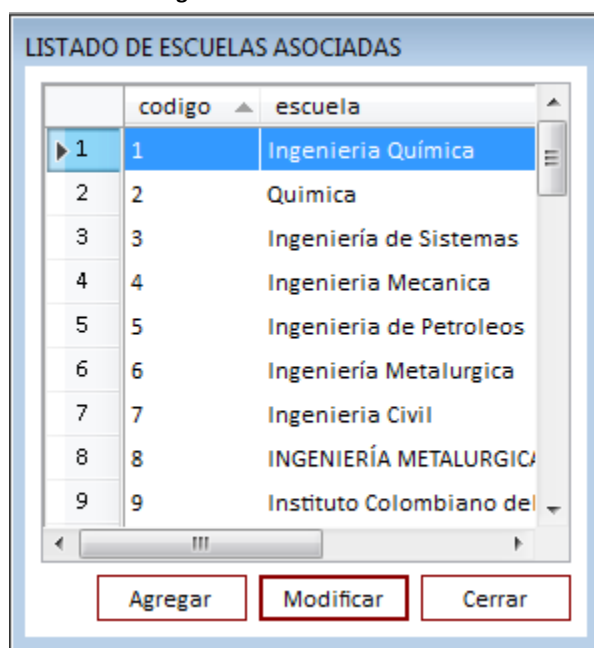 LISTADO DE ESCUELAS ASOCIADAS
codigo escuela
1 1 Ingenieria Química
2 2 Quimica
3 3 Ingeniería de Sistemas
4 4 Ingenieria Mecanica
5 5 Ingenieria de Petroleos
6 6 Ingeniería Metalurgica
7 7 Ingenieria Civil
8 8 INGENIERÍA METALURGICA
9 9 Instituto Colombiano del
Agregar Modificar Cerrar